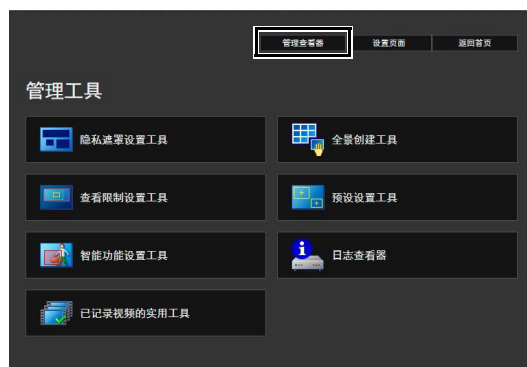 管理查看器 设置页面 返回首页
管理工具
隐私遮罩设置工具 全景创建工具
查看限制设置工具 预设设置工具
智能功能设置工具 日志查看器
已记录视频的实用工具